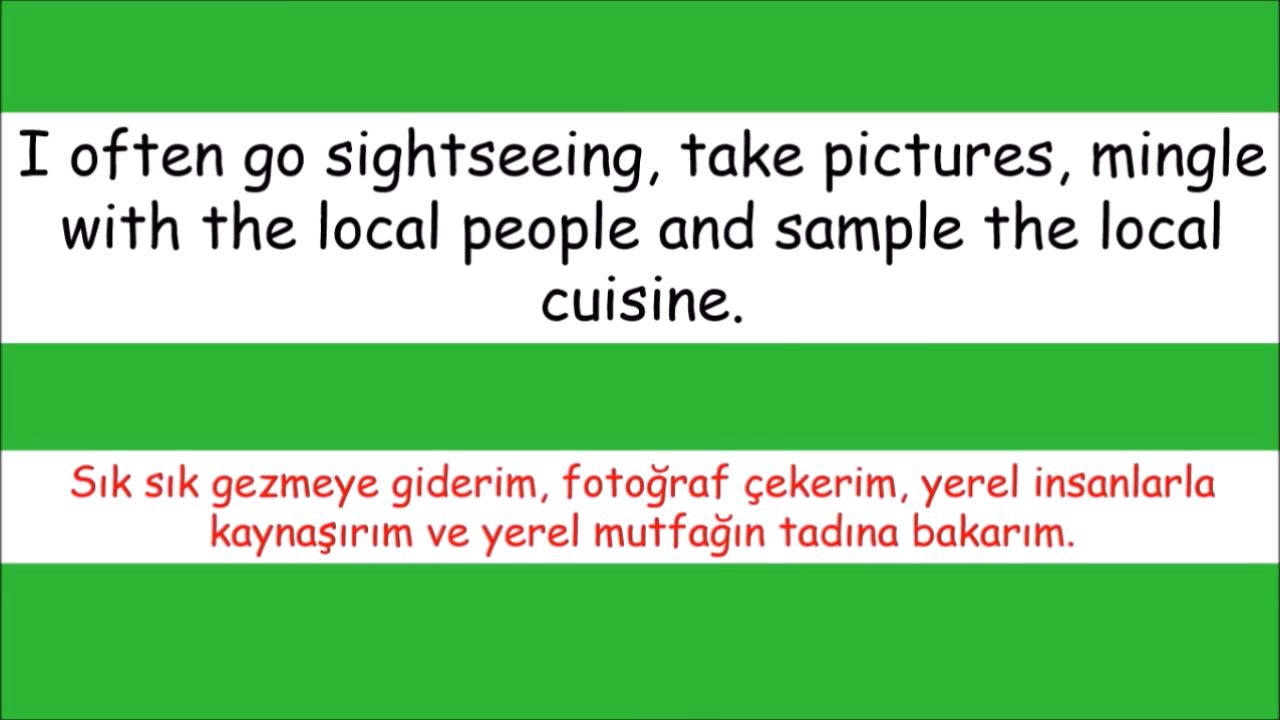 I often go sightseeing, take pictures, mingle
with the local people and sample the local
cuisine.
Sık sık gezmeye giderim, fotoğraf çekerim, yerel insanlarla
kaynaşırım ve yerel mutfağın tadına bakarım.